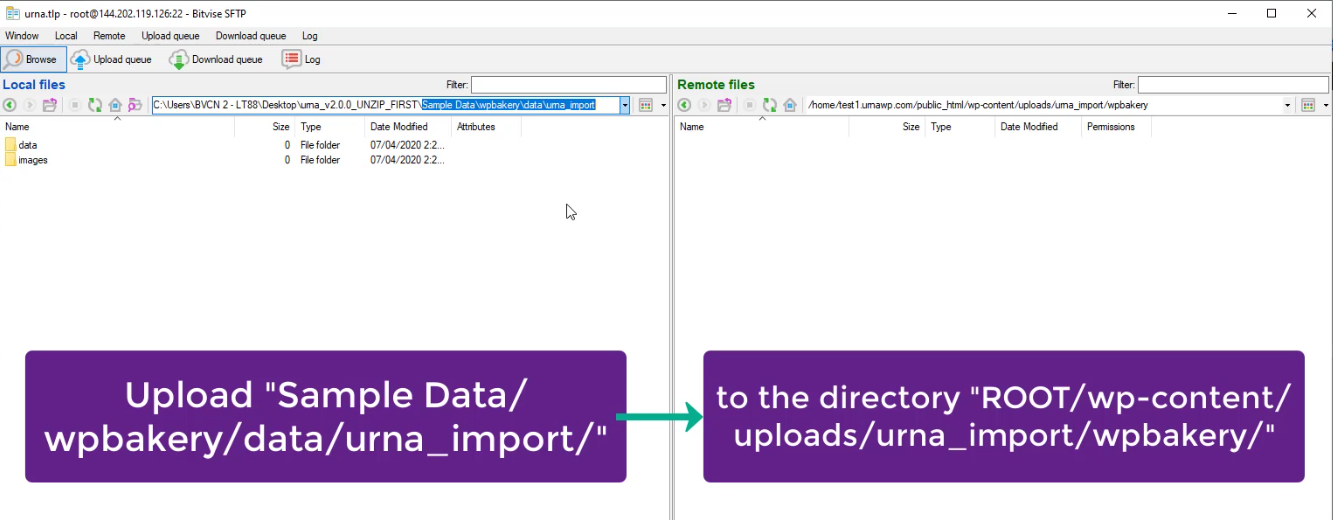 urna.tlp - root@144.202.119.126:22 - Bitvise SFTP
Window Local Remote Upload queue Download queue Log
Browse Upload queue Download queue Log
Local files Filter: Remote files Filter:
C:\Users\BVCN 2 - LT88\Desktop\urna_v2.0.0_UNZIP_FIRST\Sample Data\wpbakery\data\urna_import /home/test1.urnawp.com/public_html/wp-content/uploads/urna_import/wpbakery
Name Size Type Date Modified Attributes Name Size Type Date Modified Permissions
data 0 File folder 07/04/2020 2:2...
images 0 File folder 07/04/2020 2:2...
Upload "Sample Data/
wpbakery/data/urna_import/"
to the directory "ROOT/wp-content/
uploads/urna_import/wpbakery/"